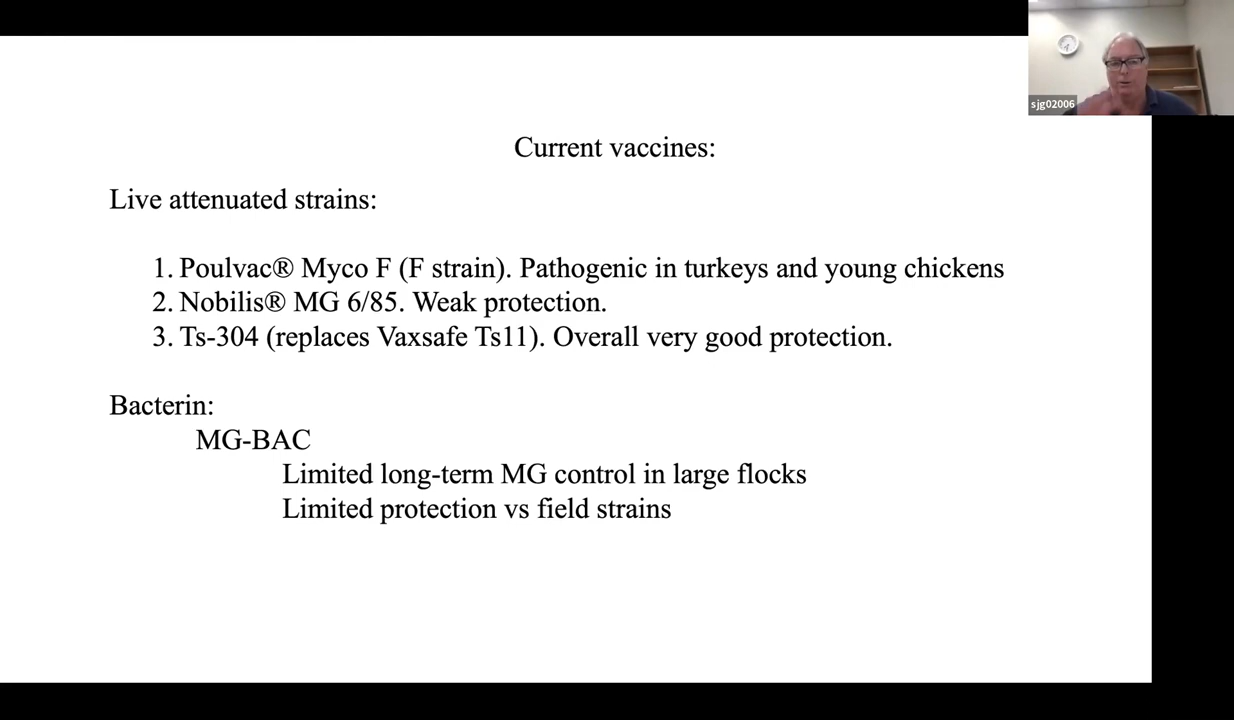 sjg02006
Current vaccines:
Live attenuated strains:
1. Poulvac® Myco F (F strain). Pathogenic in turkeys and young chickens
2. Nobilis® MG 6/85. Weak protection.
3. Ts-304 (replaces Vaxsafe Ts11). Overall very good protection.
Bacterin:
MG-BAC
Limited long-term MG control in large flocks
Limited protection vs field strains